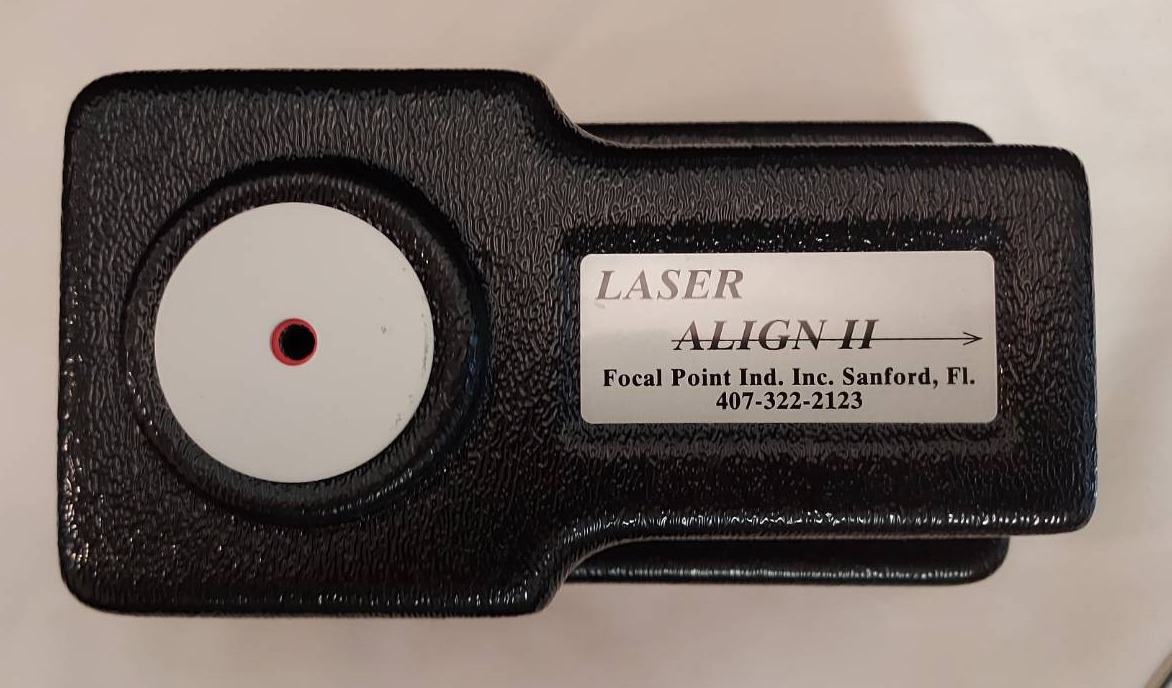 LASER
ALIGN II
Focal Point Ind. Inc. Sanford, Fl.
407-322-2123